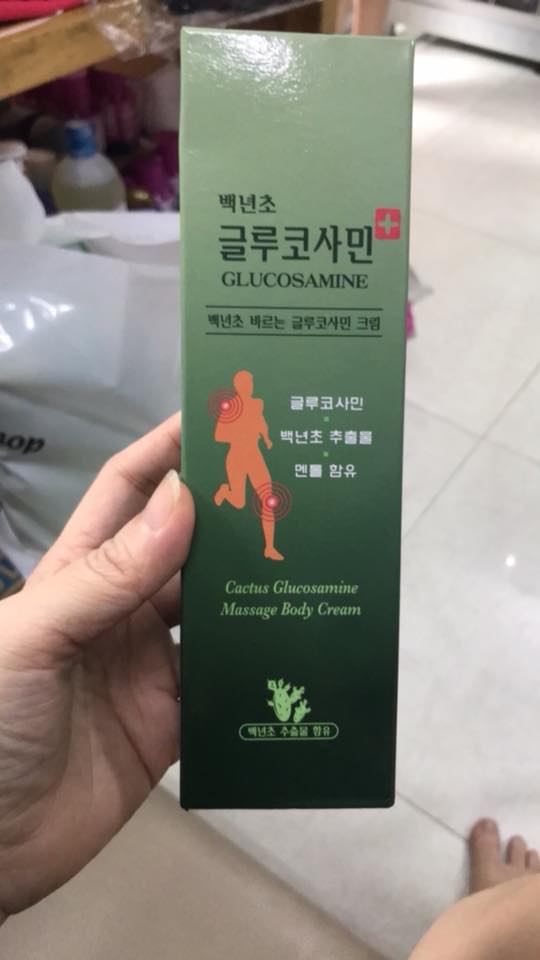 백년초
글루코사민
GLUCOSAMINE
백년초 바르는 글루코사민 크림
글루코사민
백년초 추출물
멘톨 함유
Cactus Glucosamine
Massage Body Cream
백년초 추출물 함유